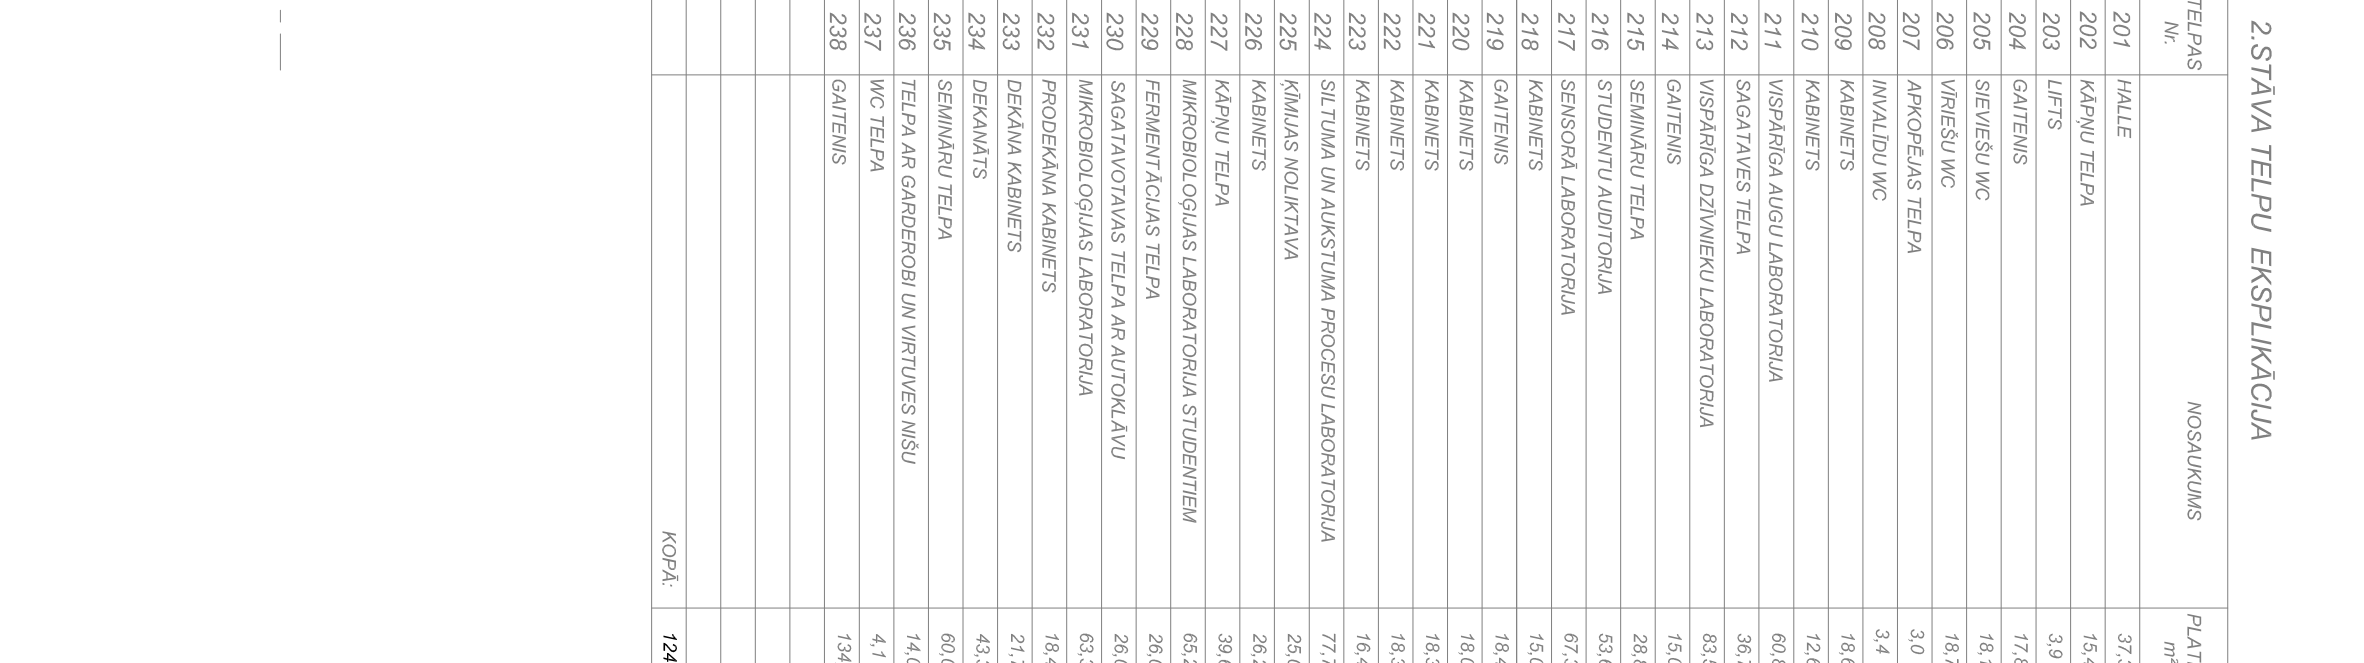 2.STĀVA TELPU EKSPLIKĀCIJA
TELPAS Nr. NOSAUKUMS m²
201 HALLE
202 KĀPŅU TELPA
203 LIFTS 3,9
204 GAITENIS
205 SIEVIEŠU WC
206 VĪRIEŠU WC
207 APKOPĒJAS TELPA 3,0
208 INVALĪDU WC 3,4
209 KABINETS
210 KABINETS
211 VISPĀRĪGA AUGU LABORATORIJA
212 SAGATAVES TELPA
213 VISPĀRĪGA DZĪVNIEKU LABORATORIJA
214 GAITENIS
215 SEMINĀRU TELPA
216 STUDENTU AUDITORIJA
217 SENSORĀ LABORATORIJA
218 KABINETS
219 GAITENIS
220 KABINETS
221 KABINETS
222 KABINETS
223 KABINETS
224 SILTUMA UN AUKSTUMA PROCESU LABORATORIJA
225 ĶĪMIJAS NOLIKTAVA
226 KABINETS
227 KĀPŅU TELPA
228 MIKROBIOLOĢIJAS LABORATORIJA STUDENTIEM
229 FERMENTĀCIJAS TELPA
230 SAGATAVOTAVAS TELPA AR AUTOKLĀVU
231 MIKROBIOLOĢIJAS LABORATORIJA
232 PRODEKĀNA KABINETS
233 DEKĀNA KABINETS
234 DEKANĀTS
235 SEMINĀRU TELPA
236 TELPA AR GARDEROBI UN VIRTUVES NIŠU
237 WC TELPA 4,1
238 GAITENIS
KOPĀ: